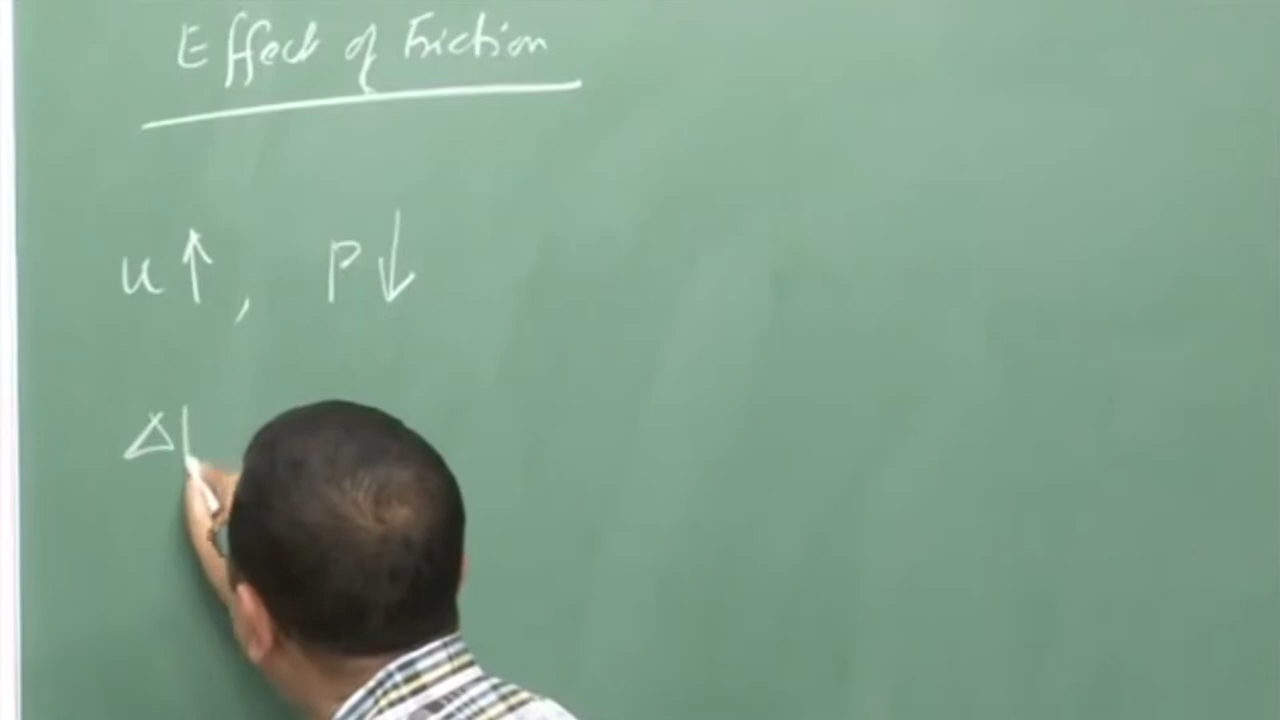 Effect of Friction
u ↑, P ↓
Δ